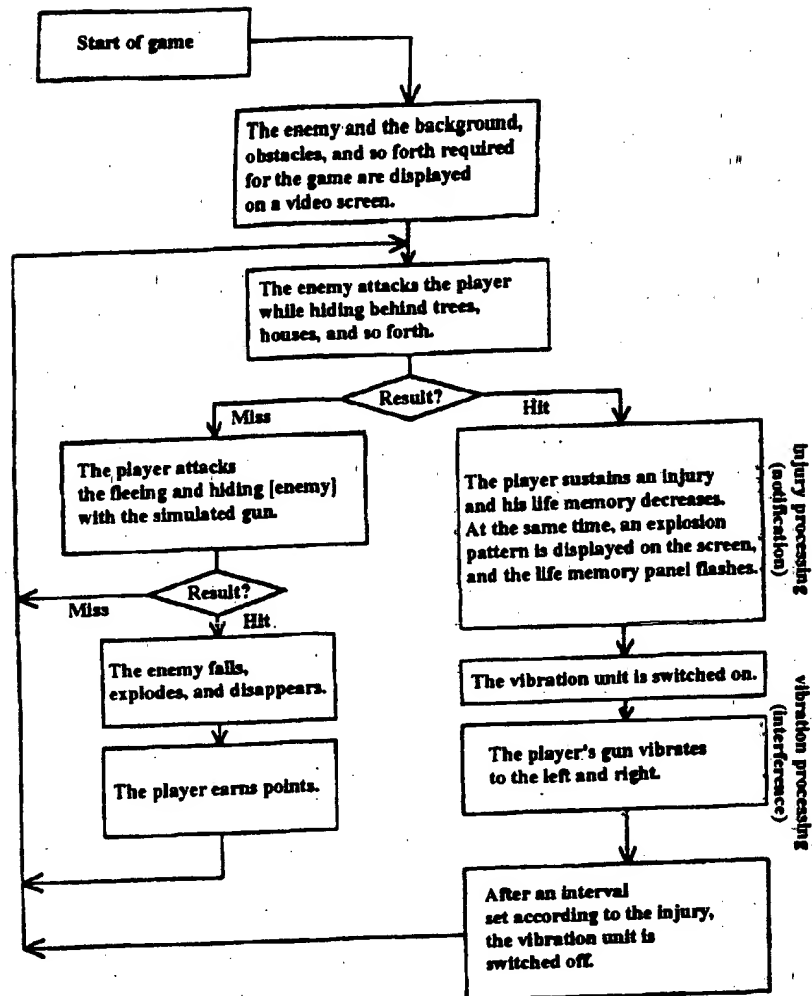 Start of game
The enemy and the background,
obstacles, and so forth required
for the game are displayed
on a video screen.
The enemy attacks the player
while hiding behind trees,
houses, and so forth.
Result?
Miss
Hit
The player attacks
the fleeing and hiding [enemy]
with the simulated gun.
The player sustains an injury
and his life memory decreases.
At the same time, an explosion
pattern is displayed on the screen,
and the life memory panel flashes.
injury processing
(notification)
Result?
Miss
Hit.
The enemy falls,
explodes, and disappears.
The vibration unit is switched on.
The player earns points.
The player's gun vibrates
to the left and right.
vibration processing
(interference)
After an interval
set according to the injury,
the vibration unit is
switched off.